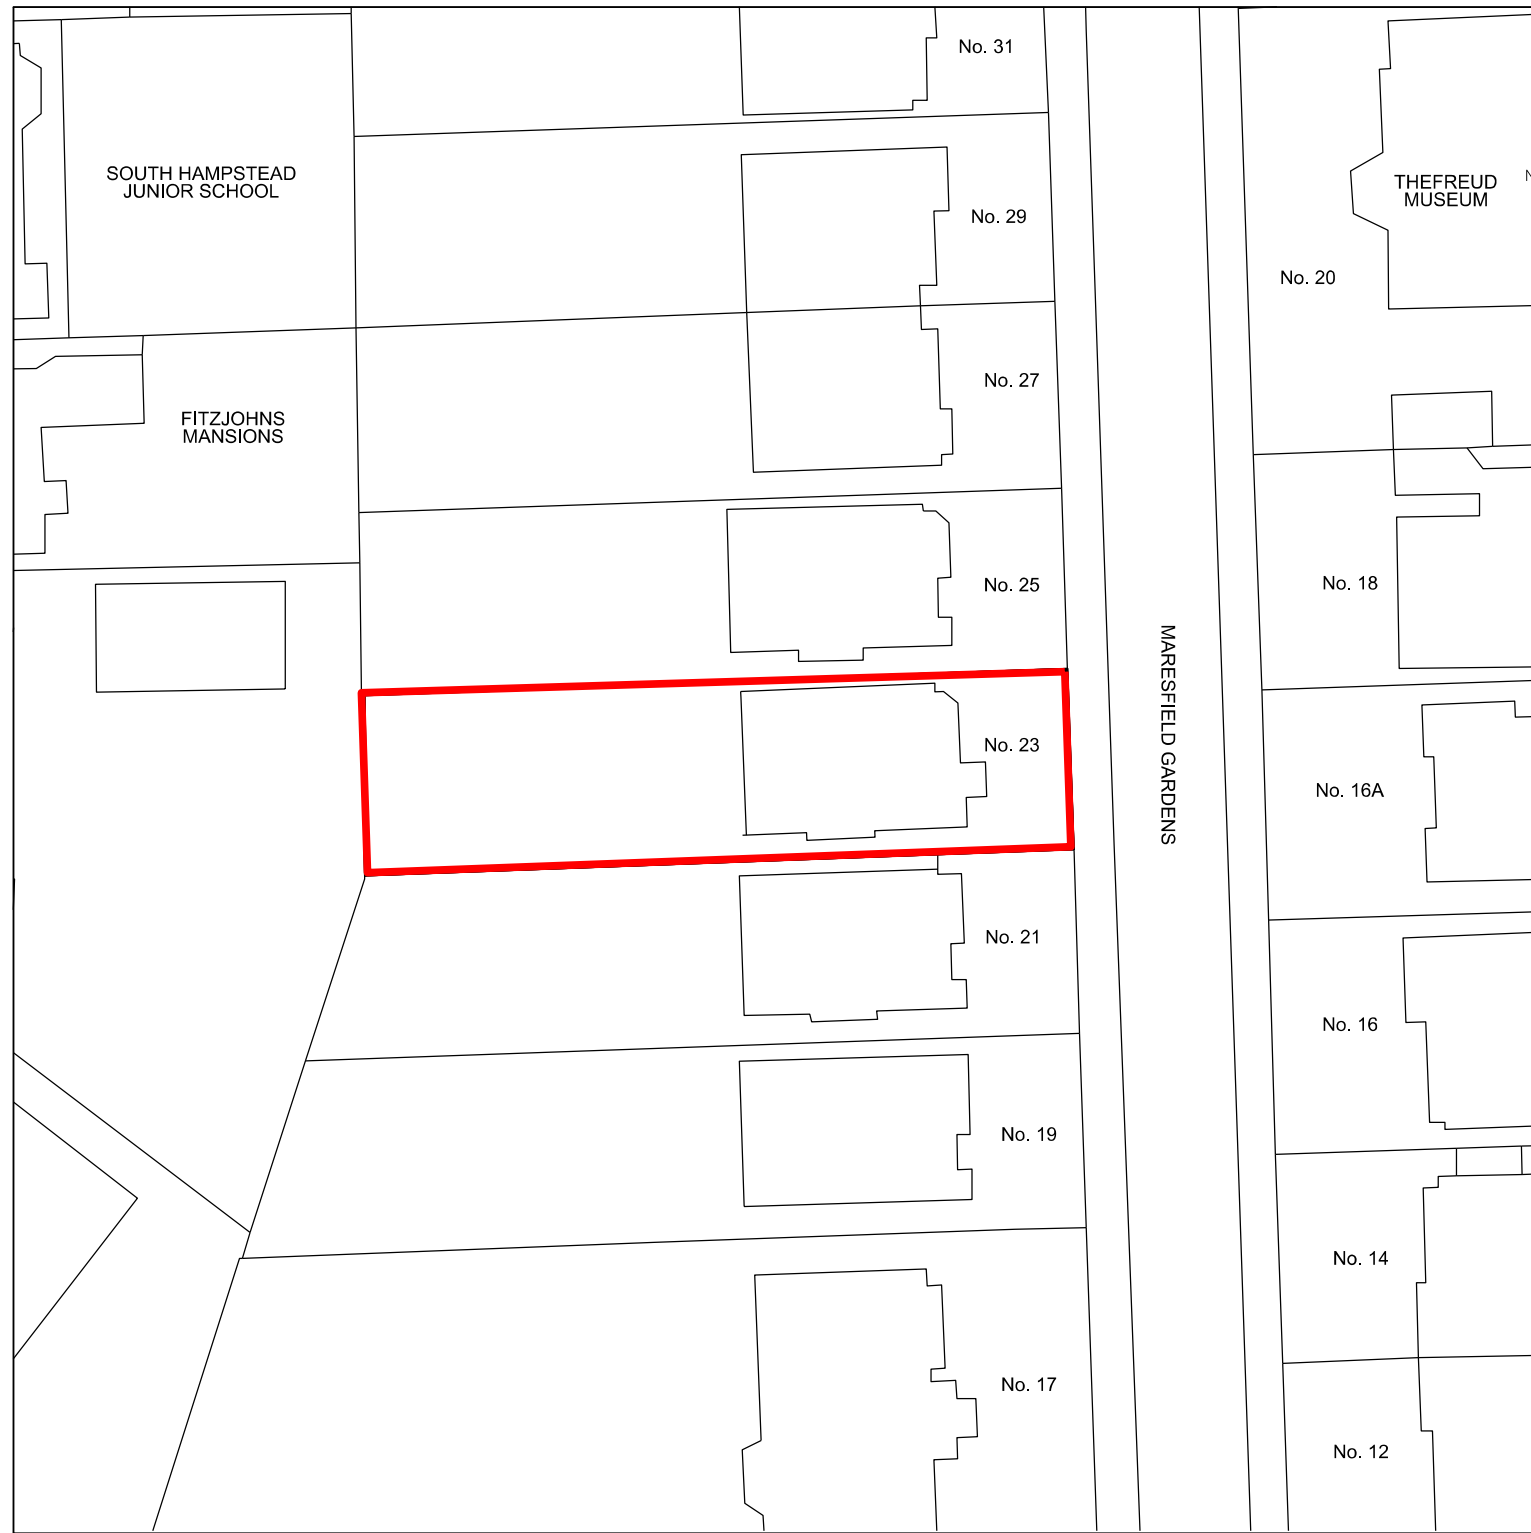 No. 31
SOUTH HAMPSTEAD
JUNIOR SCHOOL
THEFREUD
MUSEUM
N
No. 29
No. 20
No. 27
FITZJOHNS
MANSIONS
No. 25
No. 18
MARESFIELD GARDENS
No. 23
No. 16A
No. 21
No. 16
No. 19
No. 14
No. 17
No. 12